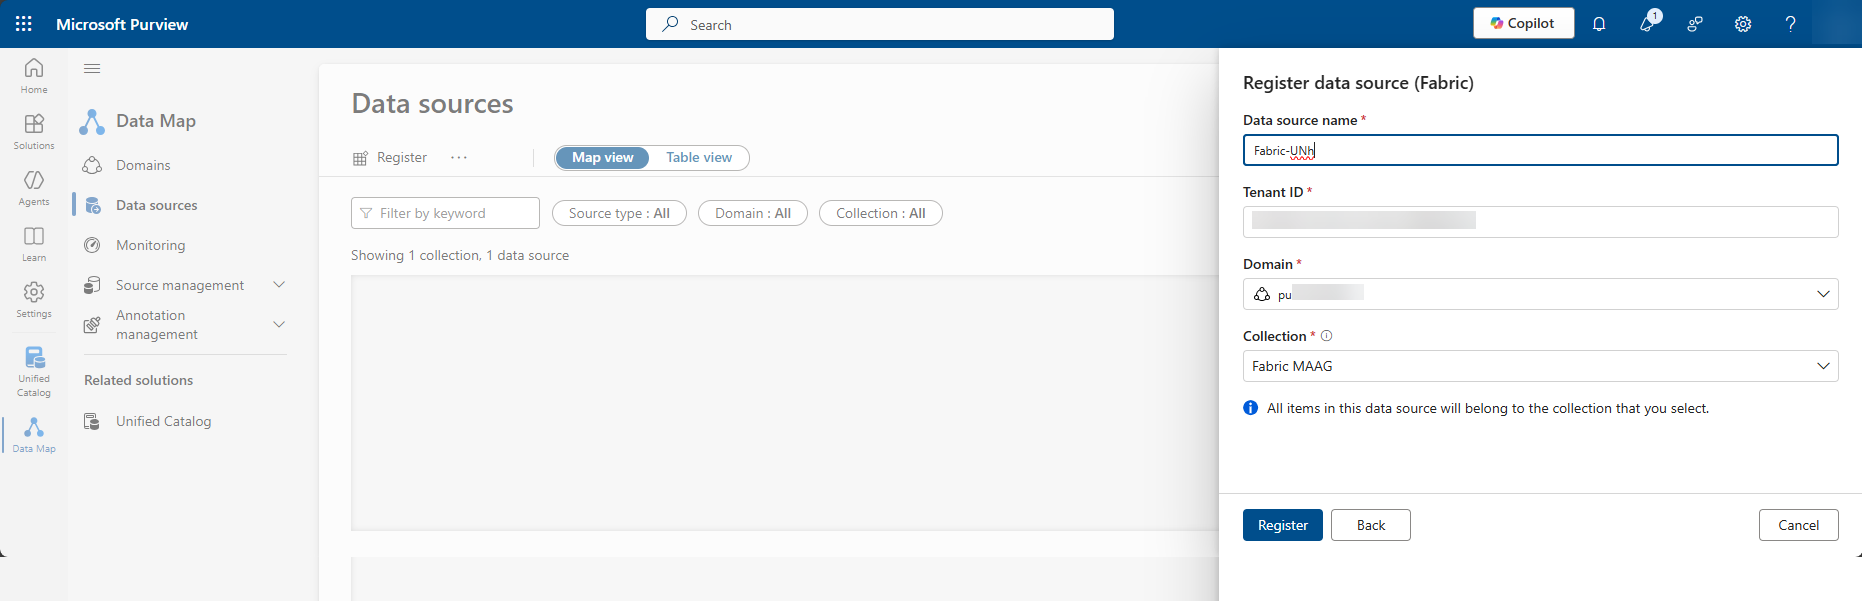 Microsoft Purview
Search
Copilot
1
Home
Solutions
Agents
Learn
Settings
Unified
Catalog
Data Map
Data Map
Domains
Data sources
Monitoring
Source management
Annotation
management
Related solutions
Unified Catalog
Data sources
Register
Map view
Table view
Filter by keyword
Source type : All
Domain : All
Collection : All
Showing 1 collection, 1 data source
Register data source (Fabric)
Data source name *
Fabric-UNh
Tenant ID *
Domain *
pu
Collection *
Fabric MAAG
All items in this data source will belong to the collection that you select.
Register
Back
Cancel